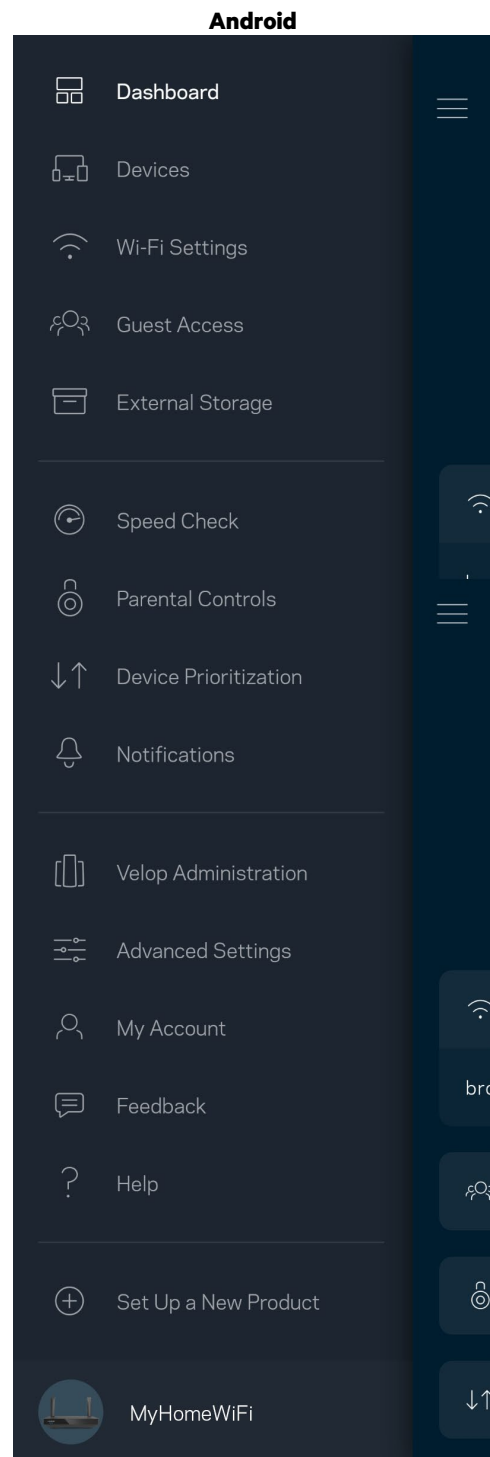 Android
Dashboard
Devices
Wi-Fi Settings
Guest Access
External Storage
Speed Check
Parental Controls
Device Prioritization
Notifications
Velop Administration
Advanced Settings
My Account
Feedback
Help
Set Up a New Product
MyHomeWiFi